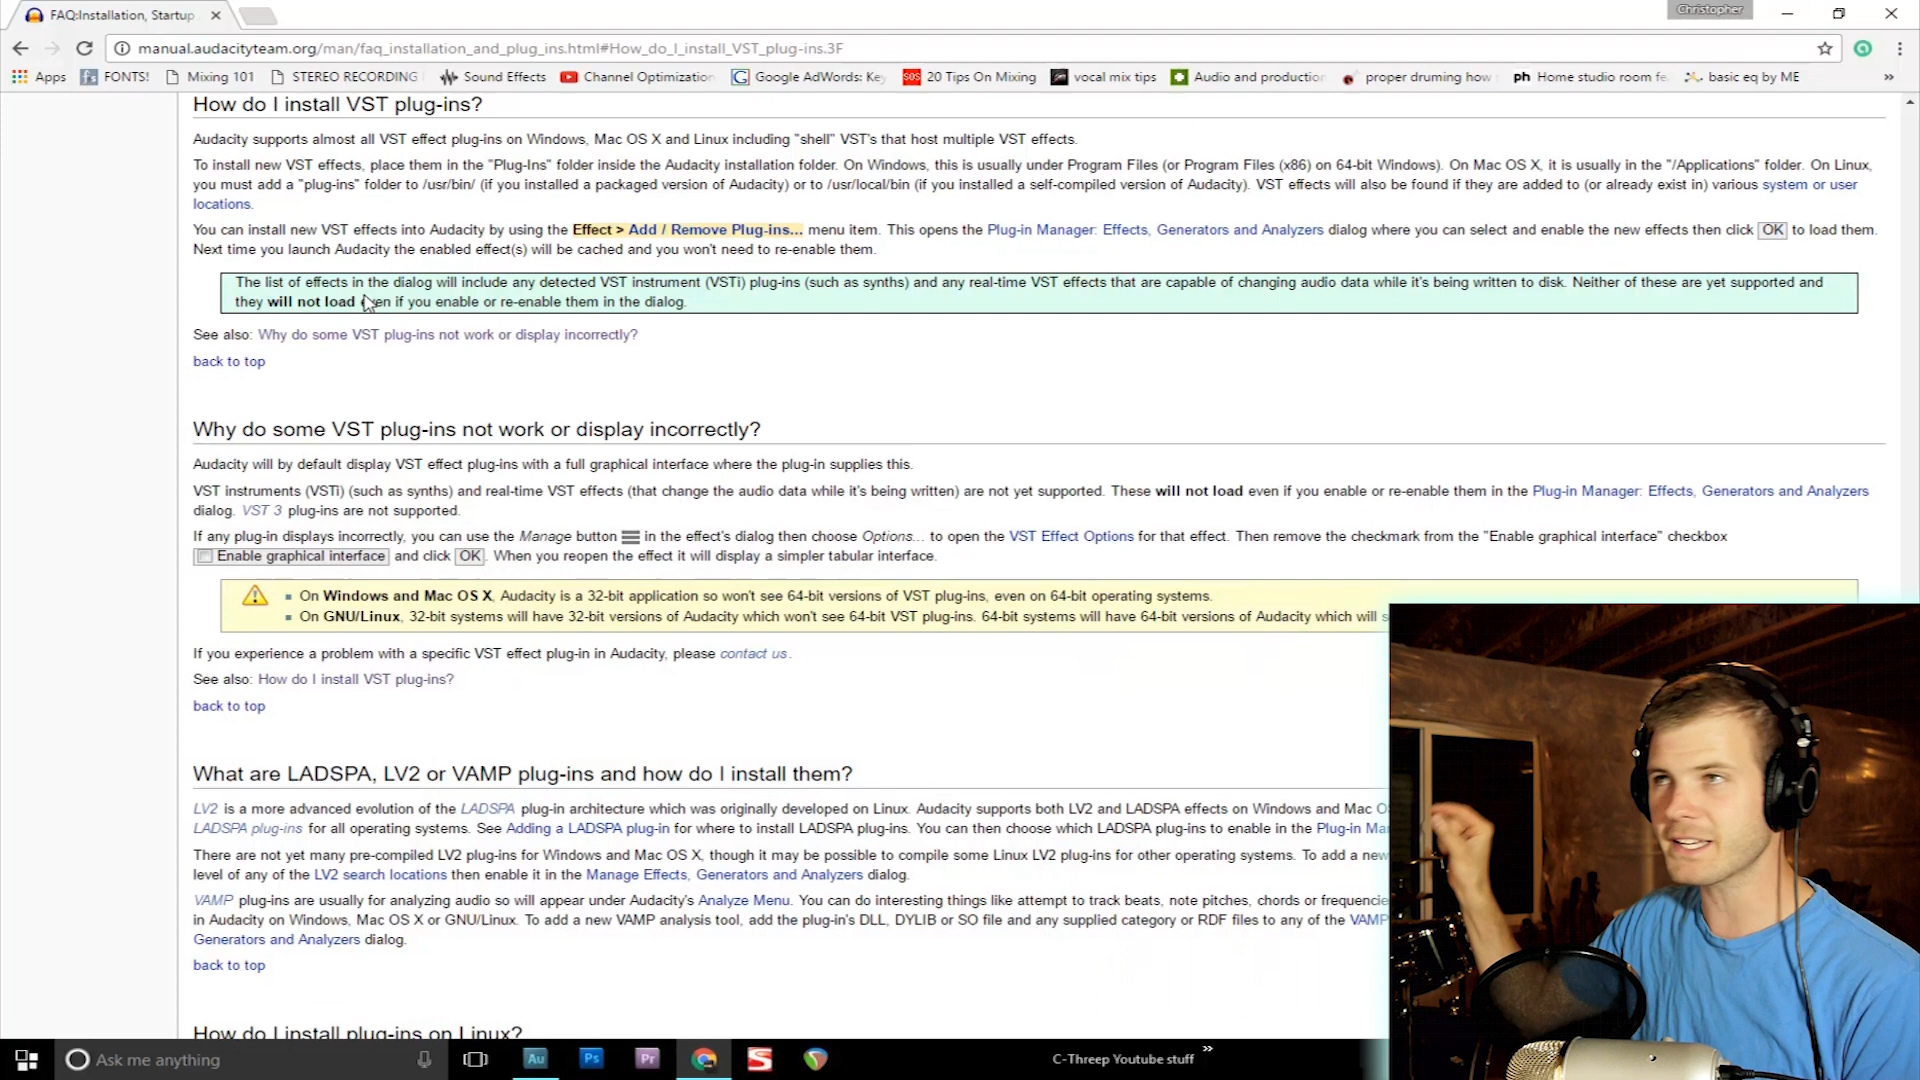 FAQ:Installation, Startup
Christopher
manual.audacityteam.org/man/faq_installation_and_plug_ins.html#How_do_I_install_VST_plug-ins.3F
Apps FONTS! Mixing 101 STEREO RECORDING Sound Effects Channel Optimization Google AdWords: Key 20 Tips On Mixing vocal mix tips Audio and production proper druming how ph Home studio room fe basic eq by ME »
How do I install VST plug-ins?
Audacity supports almost all VST effect plug-ins on Windows, Mac OS X and Linux including "shell" VST's that host multiple VST effects.
To install new VST effects, place them in the "Plug-Ins" folder inside the Audacity installation folder. On Windows, this is usually under Program Files (or Program Files (x86) on 64-bit Windows). On Mac OS X, it is usually in the "/Applications" folder. On Linux,
you must add a "plug-ins" folder to /usr/bin/ (if you installed a packaged version of Audacity) or to /usr/local/bin (if you installed a self-compiled version of Audacity). VST effects will also be found if they are added to (or already exist in) various system or user
locations.
You can install new VST effects into Audacity by using the Effect > Add / Remove Plug-ins... menu item. This opens the Plug-in Manager: Effects, Generators and Analyzers dialog where you can select and enable the new effects then click OK to load them.
Next time you launch Audacity the enabled effect(s) will be cached and you won't need to re-enable them.
The list of effects in the dialog will include any detected VST instrument (VSTi) plug-ins (such as synths) and any real-time VST effects that are capable of changing audio data while it's being written to disk. Neither of these are yet supported and
they will not load even if you enable or re-enable them in the dialog.
See also: Why do some VST plug-ins not work or display incorrectly?
back to top
Why do some VST plug-ins not work or display incorrectly?
Audacity will by default display VST effect plug-ins with a full graphical interface where the plug-in supplies this.
VST instruments (VSTi) (such as synths) and real-time VST effects (that change the audio data while it's being written) are not yet supported. These will not load even if you enable or re-enable them in the Plug-in Manager: Effects, Generators and Analyzers
dialog. VST 3 plug-ins are not supported.
If any plug-in displays incorrectly, you can use the Manage button in the effect's dialog then choose Options... to open the VST Effect Options for that effect. Then remove the checkmark from the "Enable graphical interface" checkbox
Enable graphical interface and click OK. When you reopen the effect it will display a simpler tabular interface.
On Windows and Mac OS X, Audacity is a 32-bit application so won't see 64-bit versions of VST plug-ins, even on 64-bit operating systems.
On GNU/Linux, 32-bit systems will have 32-bit versions of Audacity which won't see 64-bit VST plug-ins. 64-bit systems will have 64-bit versions of Audacity which will
If you experience a problem with a specific VST effect plug-in in Audacity, please contact us.
See also: How do I install VST plug-ins?
back to top
What are LADSPA, LV2 or VAMP plug-ins and how do I install them?
LV2 is a more advanced evolution of the LADSPA plug-in architecture which was originally developed on Linux. Audacity supports both LV2 and LADSPA effects on Windows and Mac
LADSPA plug-ins for all operating systems. See Adding a LADSPA plug-in for where to install LADSPA plug-ins. You can then choose which LADSPA plug-ins to enable in the Plug-in
There are not yet many pre-compiled LV2 plug-ins for Windows and Mac OS X, though it may be possible to compile some Linux LV2 plug-ins for other operating systems. To add a new
level of any of the LV2 search locations then enable it in the Manage Effects, Generators and Analyzers dialog.
VAMP plug-ins are usually for analyzing audio so will appear under Audacity's Analyze Menu. You can do interesting things like attempt to track beats, note pitches, chords or
in Audacity on Windows, Mac OS X or GNU/Linux. To add a new VAMP analysis tool, add the plug-in's DLL, DYLIB or SO file and any supplied category or RDF files to any of the VAMP
Generators and Analyzers dialog.
back to top
How do I install plug-ins on Linux?
Ask me anything Au Ps Pr S C-Threep Youtube stuff »